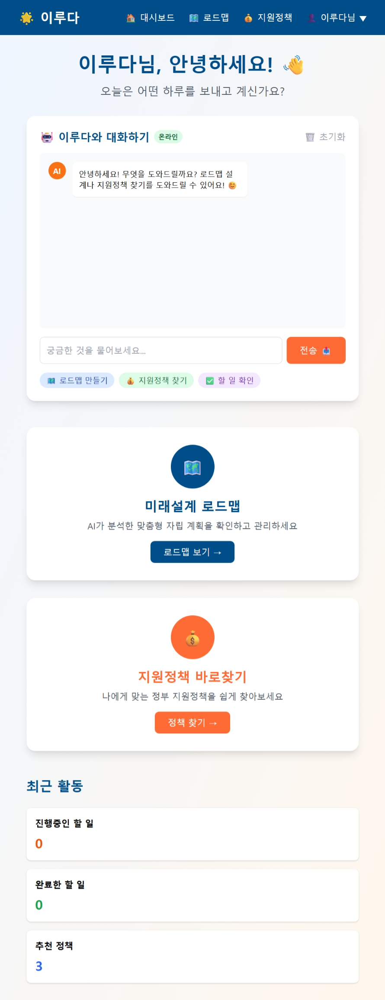 🌟 이루다
🏠 대시보드 🗺️ 로드맵 💰 지원정책 👤 이루다님 ▼
이루다님, 안녕하세요! 👋
오늘은 어떤 하루를 보내고 계신가요?
🤖 이루다와 대화하기 온라인
🗑️ 초기화
AI
안녕하세요! 무엇을 도와드릴까요? 로드맵 설
계나 지원정책 찾기를 도와드릴 수 있어요! 😊
궁금한 것을 물어보세요...
전송 📤
🗺️ 로드맵 만들기 💰 지원정책 찾기 ✅ 할 일 확인
🗺️
미래설계 로드맵
AI가 분석한 맞춤형 자립 계획을 확인하고 관리하세요
로드맵 보기 →
💰
지원정책 바로찾기
나에게 맞는 정부 지원정책을 쉽게 찾아보세요
정책 찾기 →
최근 활동
진행중인 할 일
0
완료한 할 일
0
추천 정책
3